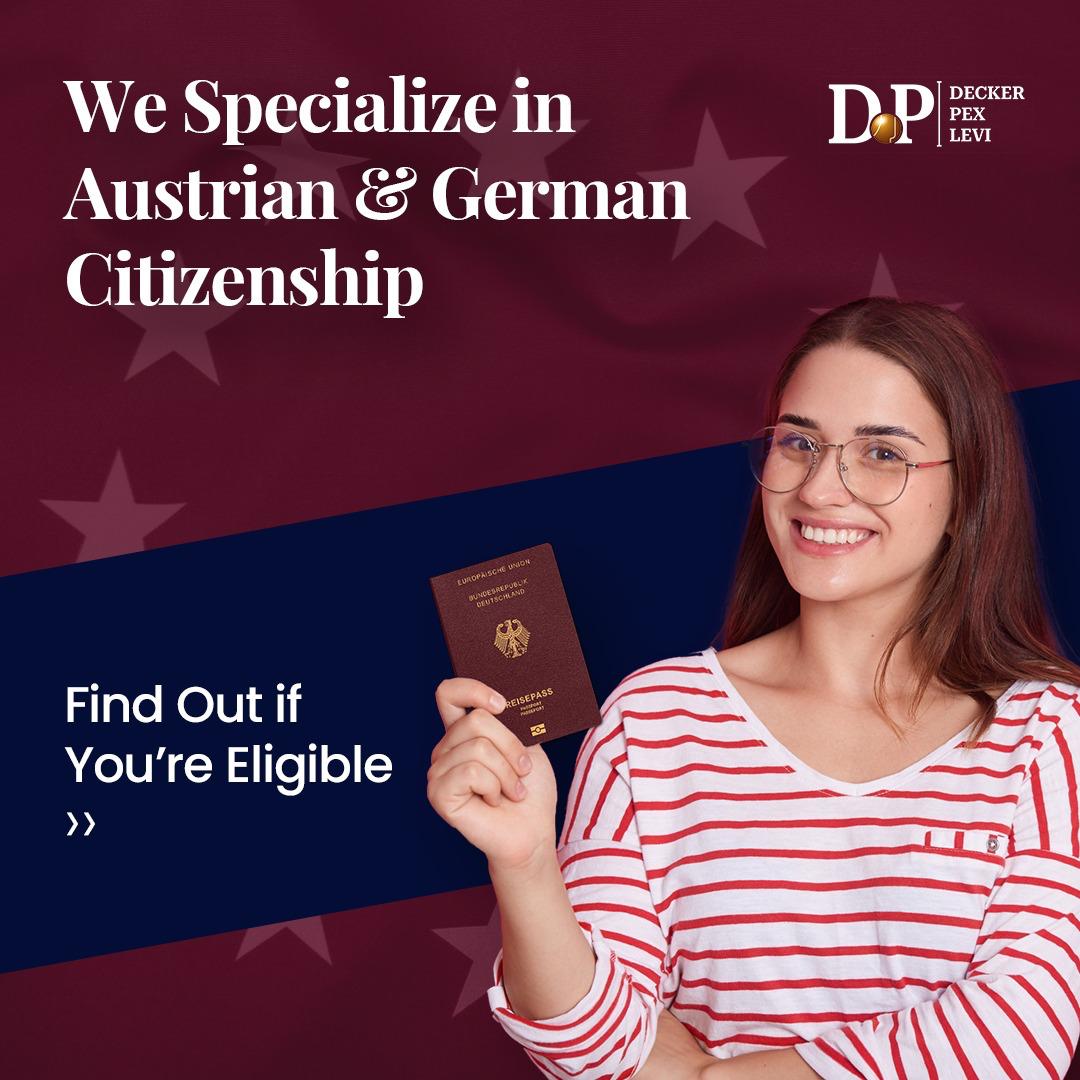 We Specialize in
Austrian & German
Citizenship
D.P
DECKER
PEX
LEVI
EUROPÄISCHE UNION
BUNDESREPUBLIK
DEUTSCHLAND
REISEPASS
PASSPORT
PASSEPORT
Find Out if
You’re Eligible
››